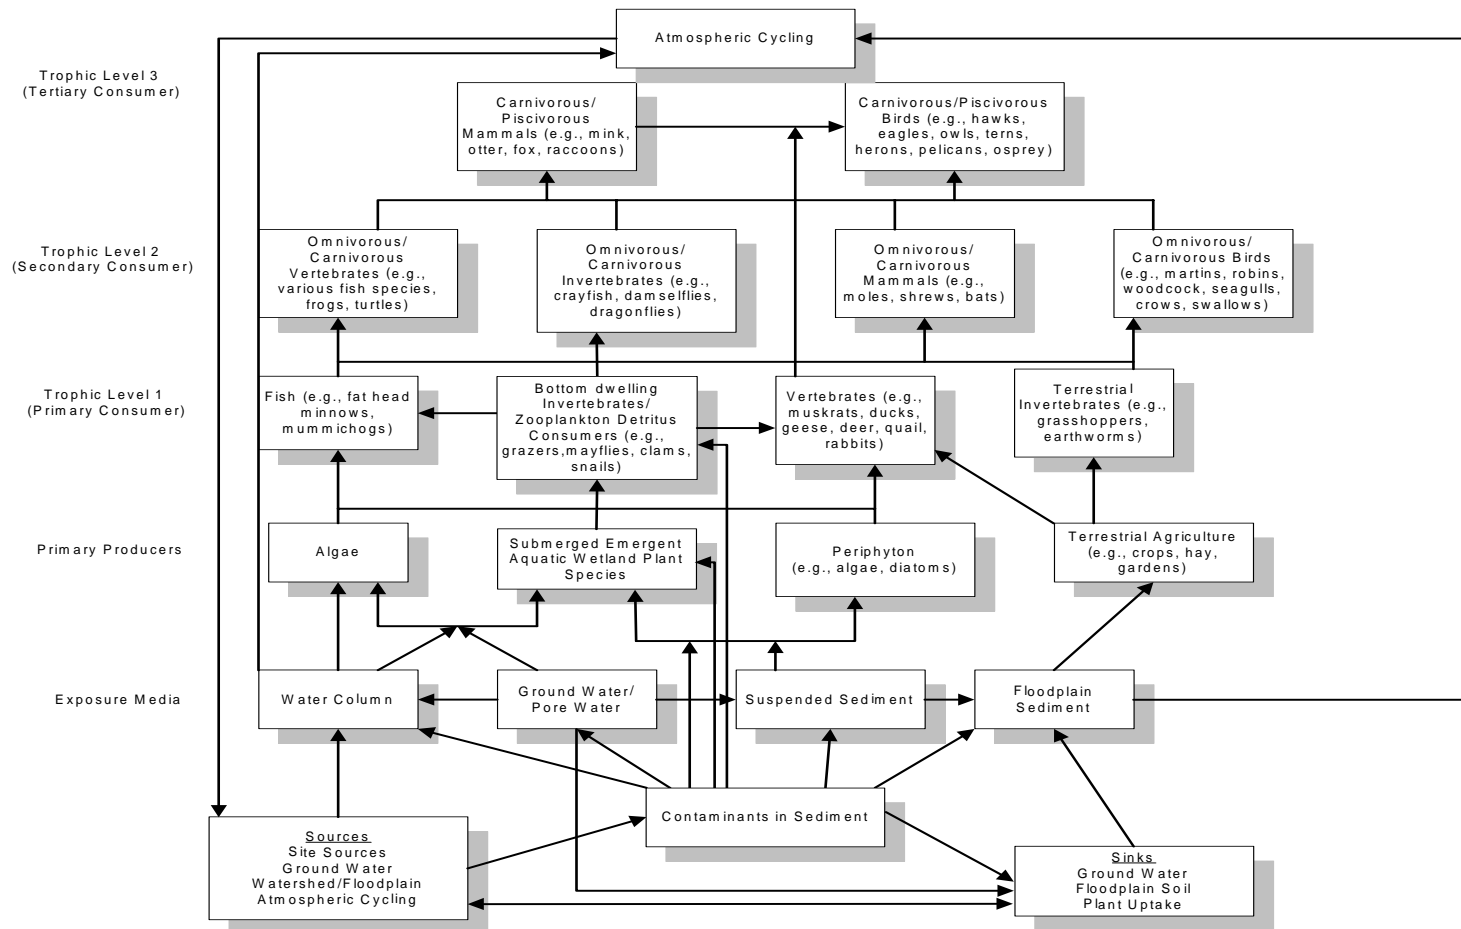 Atmospheric Cycling
Trophic Level 3
(Tertiary Consumer)
Carnivorous/
Piscivorous
Mammals (e.g., mink,
otter, fox, raccoons)
Carnivorous/Piscivorous
Birds (e.g., hawks,
eagles, owls, terns,
herons, pelicans, osprey)
Trophic Level 2
(Secondary Consumer)
Omnivorous/
Carnivorous
Vertebrates (e.g.,
various fish species,
frogs, turtles)
Omnivorous/
Carnivorous
Invertebrates (e.g.,
crayfish, damselflies,
dragonflies)
Omnivorous/
Carnivorous
Mammals (e.g.,
moles, shrews, bats)
Omnivorous/
Carnivorous Birds
(e.g., martins, robins,
woodcock, seagulls,
crows, swallows)
Trophic Level 1
(Primary Consumer)
Fish (e.g., fat head
minnows,
mummichogs)
Bottom dwelling
Invertebrates/
Zooplankton Detritus
Consumers (e.g.,
grazers,mayflies, clams,
snails)
Vertebrates (e.g.,
muskrats, ducks,
geese, deer, quail,
rabbits)
Terrestrial
Invertebrates (e.g.,
grasshoppers,
earthworms)
Primary Producers
Algae
Submerged Emergent
Aquatic Wetland Plant
Species
Periphyton
(e.g., algae, diatoms)
Terrestrial Agriculture
(e.g., crops, hay,
gardens)
Exposure Media
Water Column
Ground Water/
Pore Water
Suspended Sediment
Floodplain
Sediment
Contaminants in Sediment
Sources
Site Sources
Ground Water
Watershed/Floodplain
Atmospheric Cycling
Sinks
Ground Water
Floodplain Soil
Plant Uptake